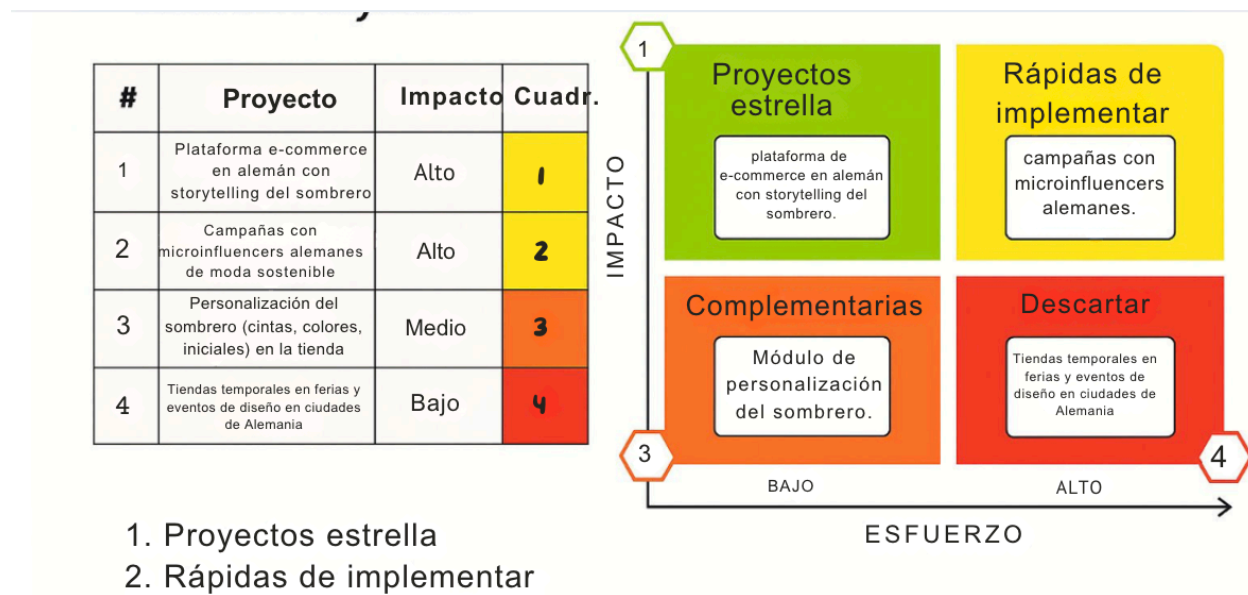 #
Proyecto
Impacto
Cuadr.
1
Plataforma e-commerce
en alemán con
storytelling del sombrero
Alto
1
2
Campañas con
microinfluencers alemanes
de moda sostenible
Alto
2
3
Personalización del
sombrero (cintas, colores,
iniciales) en la tienda
Medio
3
4
Tiendas temporales en ferias y
eventos de diseño en ciudades
de Alemania
Bajo
4
1. Proyectos estrella
2. Rápidas de implementar
IMPACTO
1
Proyectos
estrella
plataforma de
e-commerce en alemán
con storytelling del
sombrero.
Rápidas de
implementar
campañas con
microinfluencers
alemanes.
Complementarias
Módulo de
personalización
del sombrero.
3
Descartar
Tiendas temporales en
ferias y eventos de
diseño en ciudades de
Alemania
4
BAJO
ALTO
ESFUERZO